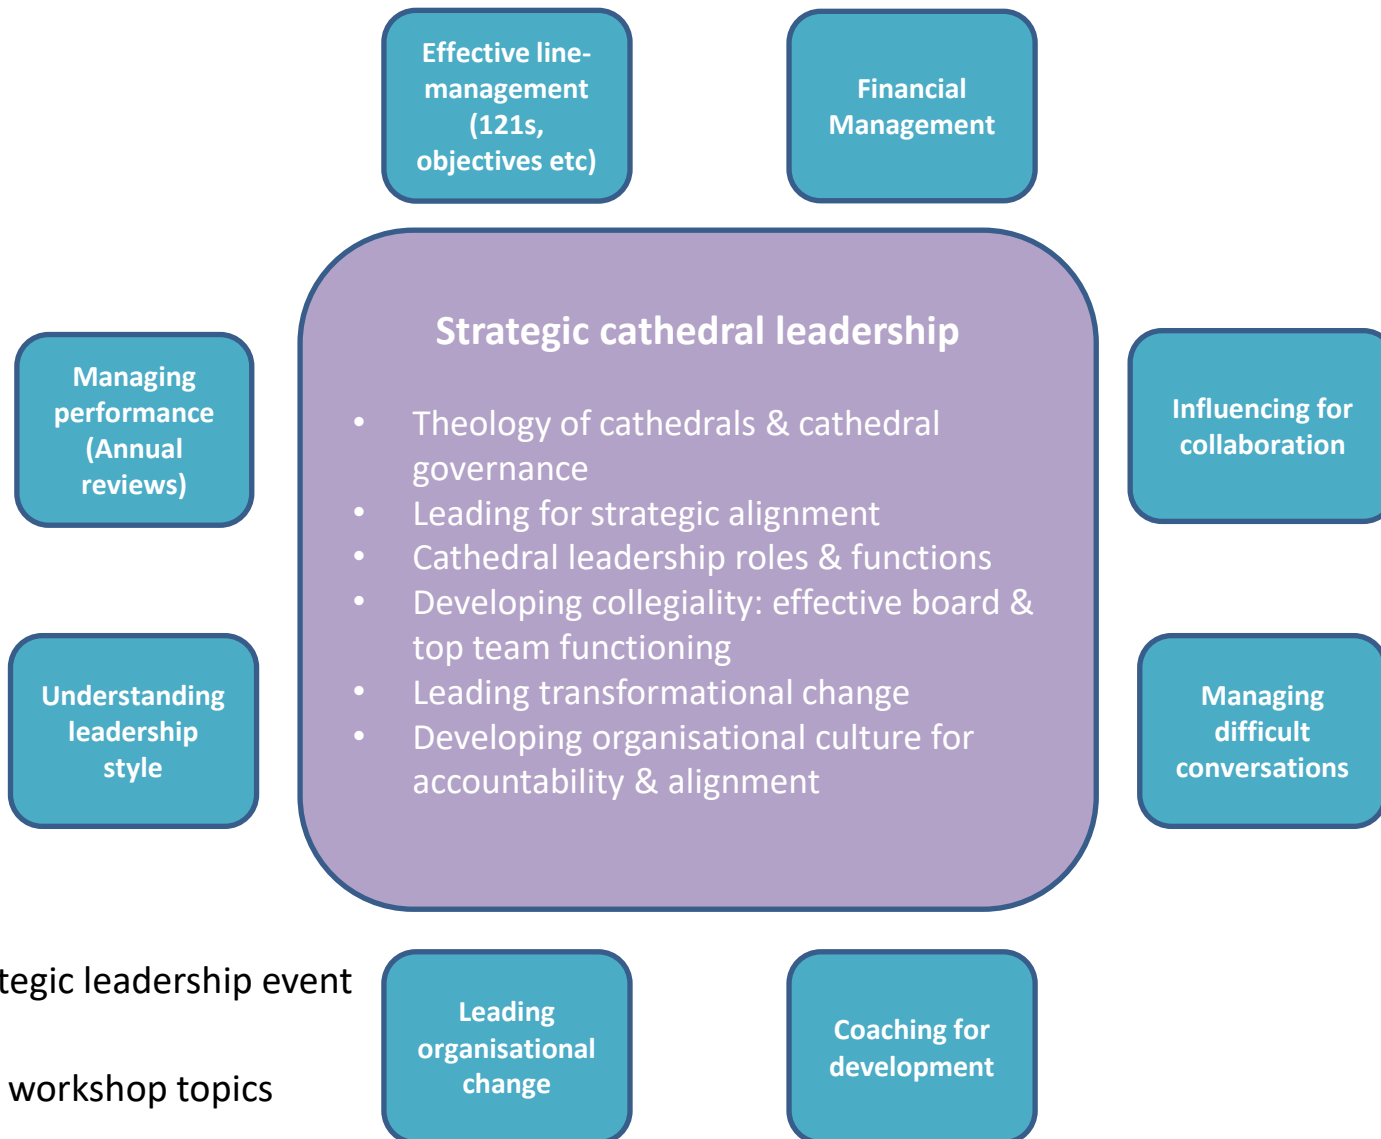 Effective line-
management
(121s,
objectives etc)
Financial
Management
Strategic cathedral leadership
• Theology of cathedrals & cathedral
governance
• Leading for strategic alignment
• Cathedral leadership roles & functions
• Developing collegiality: effective board &
top team functioning
• Leading transformational change
• Developing organisational culture for
accountability & alignment
Managing
performance
(Annual
reviews)
Influencing for
collaboration
Understanding
leadership
style
Managing
difficult
conversations
tegic leadership event
workshop topics
Leading
organisational
change
Coaching for
development